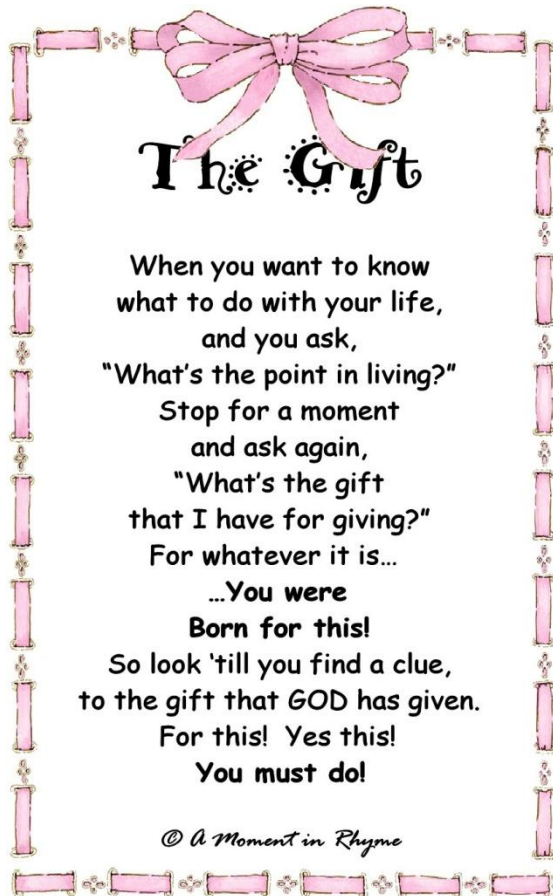 The Gift
When you want to know
what to do with your life,
and you ask,
“What’s the point in living?”
Stop for a moment
and ask again,
“What’s the gift
that I have for giving?”
For whatever it is...
...You were
Born for this!
So look ‘till you find a clue,
to the gift that GOD has given.
For this!  Yes this!
You must do!
© A Moment in Rhyme